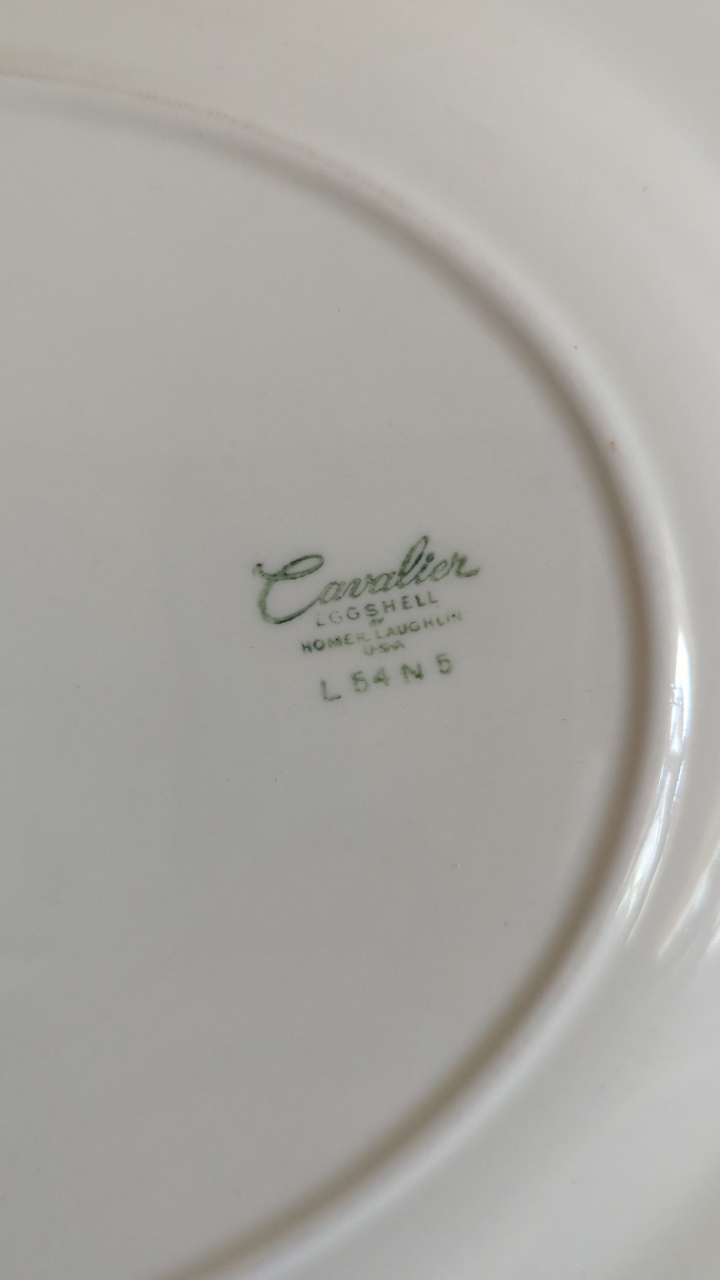 Cavalier
EGGSHELL
BY
HOMER LAUGHLIN
U·S·A
L 54 N 5